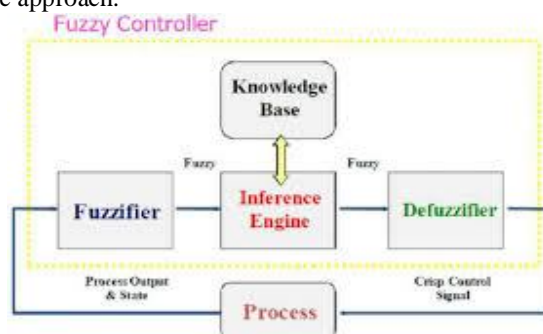 e approach.
Fuzzy Controller
Knowledge
Base
Fuzzy
Fuzzy
Fuzzifier
Inference
Engine
Defuzzifier
Process Output
& State
Crisp Control
Signal
Process